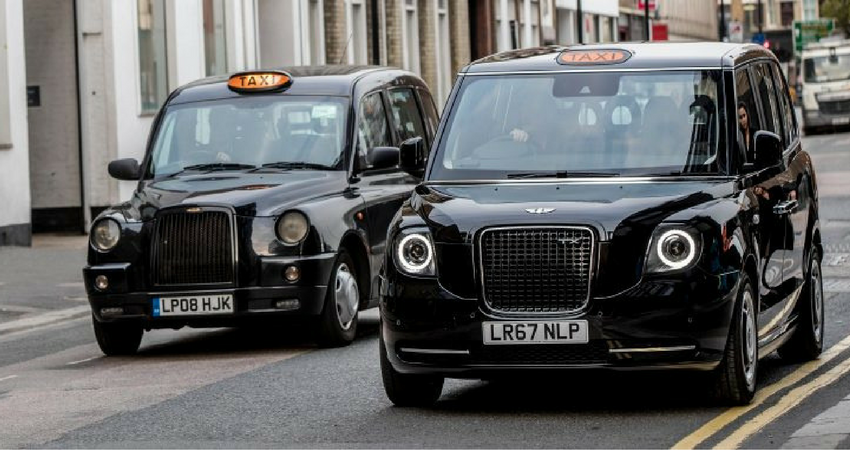 TAXI
TAXI
LP08 HJK
LR67 NLP